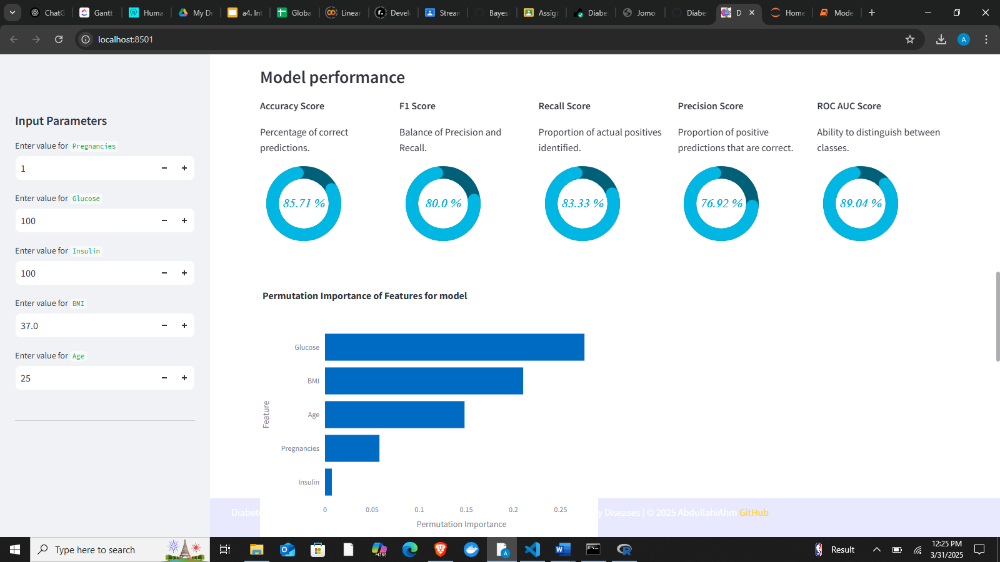 ChatG
Gantt
Huma
My Dr
a4. Int
Globa
Linear
Devel
Strean
Bayes
Assign
Diabet
Jomo
Diabet
D
Home
Mode
localhost:8501
A
Input Parameters
Enter value for Pregnancies
1
Enter value for Glucose
100
Enter value for Insulin
100
Enter value for BMI
37.0
Enter value for Age
25
Model performance
Accuracy Score
Percentage of correct
predictions.
85.71 %
F1 Score
Balance of Precision and
Recall.
80.0 %
Recall Score
Proportion of actual positives
identified.
83.33 %
Precision Score
Proportion of positive
predictions that are correct.
76.92 %
ROC AUC Score
Ability to distinguish between
classes.
89.04 %
Permutation Importance of Features for model
Feature
Glucose
BMI
Age
Pregnancies
Insulin
0 0.05 0.1 0.15 0.2 0.25
Permutation Importance
Diabet
y Diseases | © 2025 AbdullahiAhm GitHub
Type here to search
M365
A
Result
12:25 PM
3/31/2025